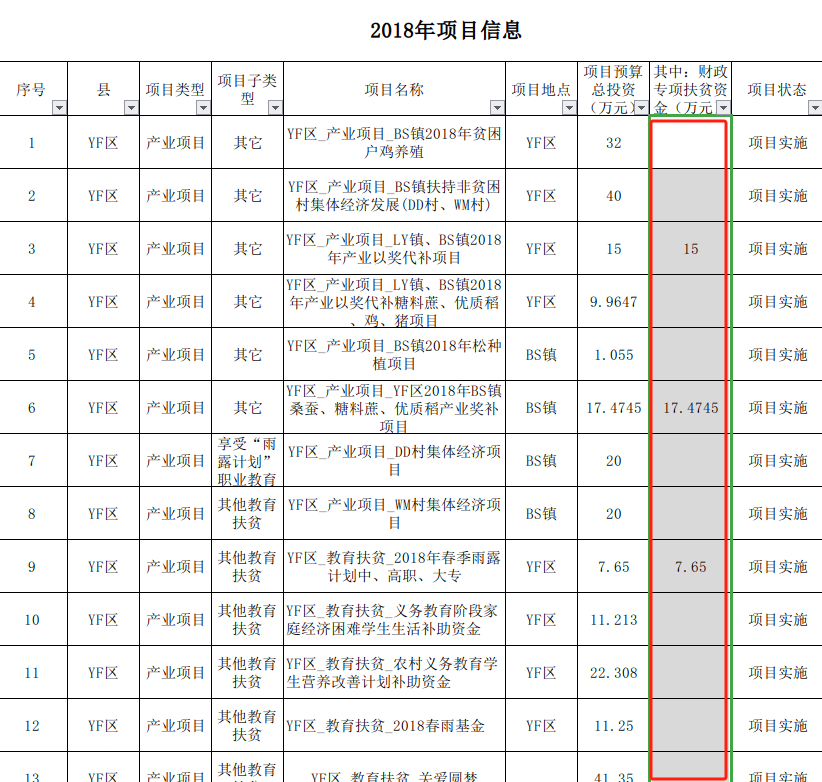 2018年项目信息
序号 县 项目类型 项目子类型 项目名称 项目地点 项目预算总投资（万元） 其中：财政专项扶贫资金（万元 项目状态
1 YF区 产业项目 其它 YF区_产业项目_BS镇2018年贫困户鸡养殖 YF区 32 项目实施
2 YF区 产业项目 其它 YF区_产业项目_BS镇扶持非贫困村集体经济发展(DD村、WM村) YF区 40 项目实施
3 YF区 产业项目 其它 YF区_产业项目_LY镇、BS镇2018年产业以奖代补项目 YF区 15 15 项目实施
4 YF区 产业项目 其它 YF区_产业项目_LY镇、BS镇2018年产业以奖代补糖料蔗、优质稻、鸡、猪项目 YF区 9.9647 项目实施
5 YF区 产业项目 其它 YF区_产业项目_BS镇2018年松种植项目 BS镇 1.055 项目实施
6 YF区 产业项目 其它 YF区_产业项目_YF区2018年BS镇桑蚕、糖料蔗、优质稻产业奖补项目 BS镇 17.4745 17.4745 项目实施
7 YF区 产业项目 享受“雨露计划”职业教育 YF区_产业项目_DD村集体经济项目 BS镇 20 项目实施
8 YF区 产业项目 其他教育扶贫 YF区_产业项目_WM村集体经济项目 BS镇 20 项目实施
9 YF区 产业项目 其他教育扶贫 YF区_教育扶贫_2018年春季雨露计划中、高职、大专 YF区 7.65 7.65 项目实施
10 YF区 产业项目 其他教育扶贫 YF区_教育扶贫_义务教育阶段家庭经济困难学生生活补助资金 YF区 11.213 项目实施
11 YF区 产业项目 其他教育扶贫 YF区_教育扶贫_农村义务教育学生营养改善计划补助资金 YF区 22.308 项目实施
12 YF区 产业项目 其他教育扶贫 YF区_教育扶贫_2018春雨基金 YF区 11.25 项目实施
13 YF区 产业项目 其他教育 YF区_教育扶贫_关爱圆梦 41.35 项目实施